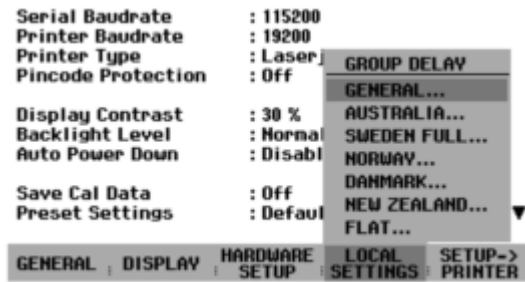 Serial Baudrate : 115200
Printer Baudrate : 19200
Printer Type : Laserj
Pincode Protection : Off
Display Contrast : 30 %
Backlight Level : Normal
Auto Power Down : Disabl
Save Cal Data : Off
Preset Settings : Defaul
GROUP DELAY
GENERAL...
AUSTRALIA...
SWEDEN FULL...
NORWAY...
DANMARK...
NEW ZEALAND...
FLAT...
GENERAL DISPLAY HARDWARE SETUP LOCAL SETTINGS SETUP-> PRINTER